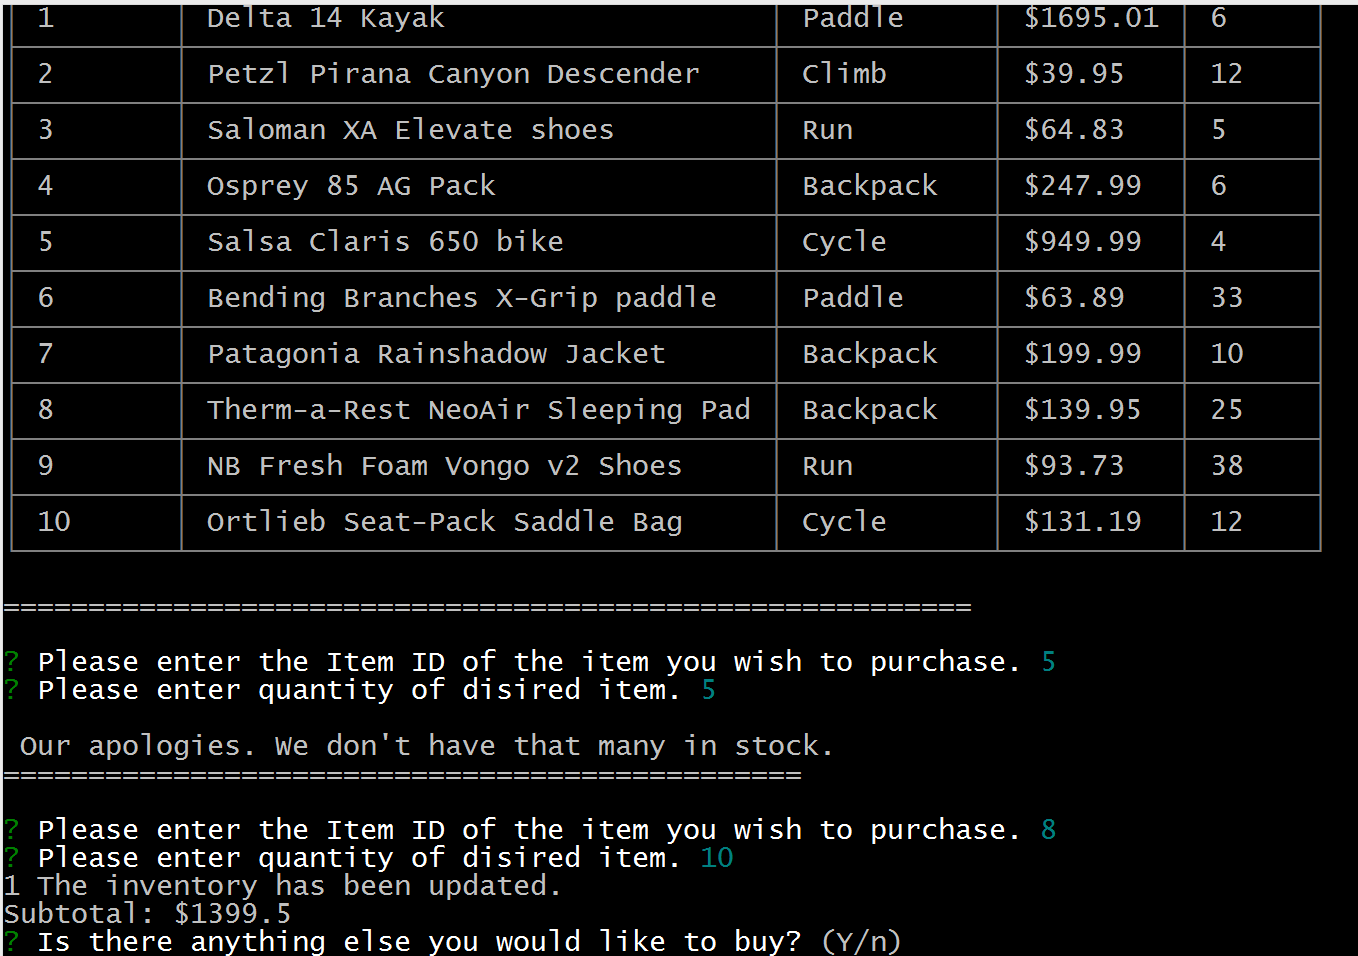 1 Delta 14 Kayak Paddle $1695.01 6
2 Petzl Pirana Canyon Descender Climb $39.95 12
3 Saloman XA Elevate shoes Run $64.83 5
4 Osprey 85 AG Pack Backpack $247.99 6
5 Salsa Claris 650 bike Cycle $949.99 4
6 Bending Branches X-Grip paddle Paddle $63.89 33
7 Patagonia Rainshadow Jacket Backpack $199.99 10
8 Therm-a-Rest NeoAir Sleeping Pad Backpack $139.95 25
9 NB Fresh Foam Vongo v2 Shoes Run $93.73 38
10 Ortlieb Seat-Pack Saddle Bag Cycle $131.19 12
=========================================================
? Please enter the Item ID of the item you wish to purchase. 5
? Please enter quantity of disired item. 5
Our apologies. We don't have that many in stock.
===============================================
? Please enter the Item ID of the item you wish to purchase. 8
? Please enter quantity of disired item. 10
1 The inventory has been updated.
Subtotal: $1399.5
? Is there anything else you would like to buy? (Y/n)